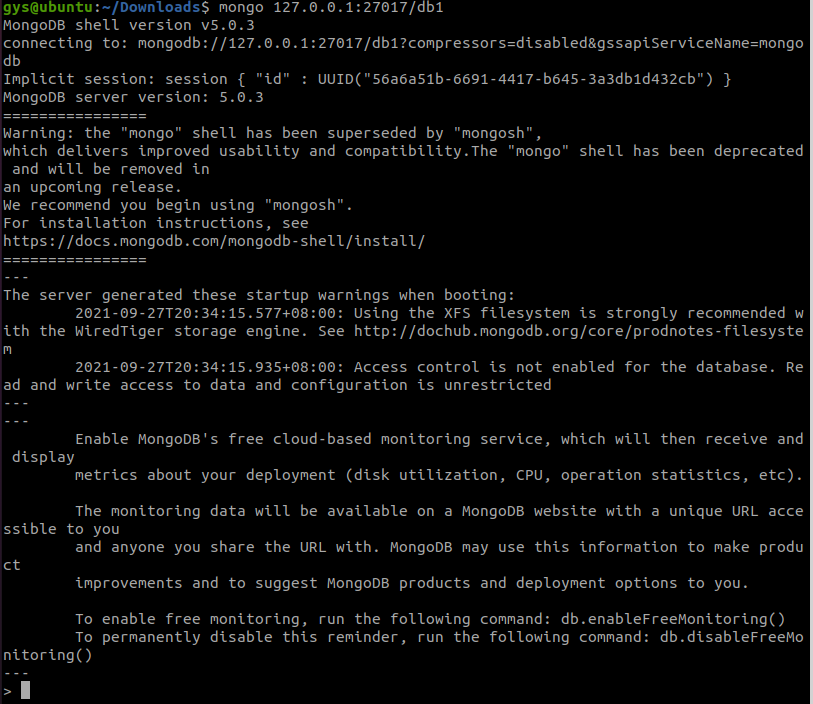 gys@ubuntu:~/Downloads$ mongo 127.0.0.1:27017/db1
MongoDB shell version v5.0.3
connecting to: mongodb://127.0.0.1:27017/db1?compressors=disabled&gssapiServiceName=mongo
db
Implicit session: session { "id" : UUID("56a6a51b-6691-4417-b645-3a3db1d432cb") }
MongoDB server version: 5.0.3
================
Warning: the "mongo" shell has been superseded by "mongosh",
which delivers improved usability and compatibility.The "mongo" shell has been deprecated
 and will be removed in
an upcoming release.
We recommend you begin using "mongosh".
For installation instructions, see
https://docs.mongodb.com/mongodb-shell/install/
================
---
The server generated these startup warnings when booting:
        2021-09-27T20:34:15.577+08:00: Using the XFS filesystem is strongly recommended w
ith the WiredTiger storage engine. See http://dochub.mongodb.org/core/prodnotes-filesyste
m
        2021-09-27T20:34:15.935+08:00: Access control is not enabled for the database. Re
ad and write access to data and configuration is unrestricted
---
---
        Enable MongoDB's free cloud-based monitoring service, which will then receive and
 display
        metrics about your deployment (disk utilization, CPU, operation statistics, etc).

        The monitoring data will be available on a MongoDB website with a unique URL acce
ssible to you
        and anyone you share the URL with. MongoDB may use this information to make produ
ct
        improvements and to suggest MongoDB products and deployment options to you.

        To enable free monitoring, run the following command: db.enableFreeMonitoring()
        To permanently disable this reminder, run the following command: db.disableFreeMo
nitoring()
---
>